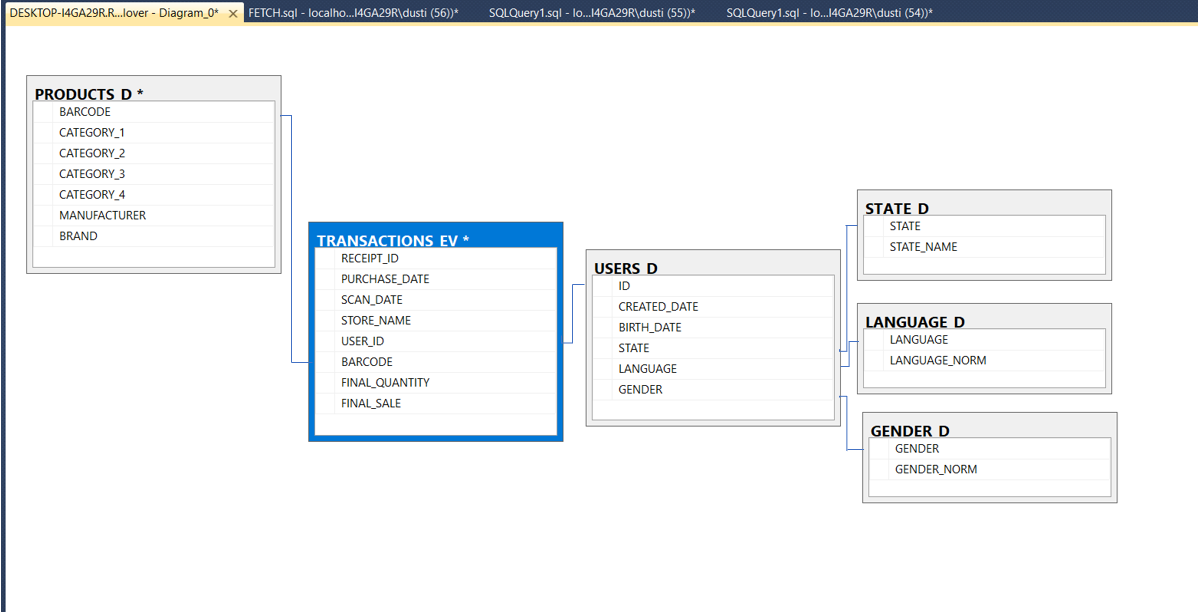 DESKTOP-I4GA29R.R...lover - Diagram_0* ×
FETCH.sql - localho...I4GA29R\dusti (56))*
SQLQuery1.sql - lo...I4GA29R\dusti (55))*
SQLQuery1.sql - lo...I4GA29R\dusti (54))*
PRODUCTS_D *
BARCODE
CATEGORY_1
CATEGORY_2
CATEGORY_3
CATEGORY_4
MANUFACTURER
BRAND
TRANSACTIONS_EV *
RECEIPT_ID
PURCHASE_DATE
SCAN_DATE
STORE_NAME
USER_ID
BARCODE
FINAL_QUANTITY
FINAL_SALE
USERS_D
ID
CREATED_DATE
BIRTH_DATE
STATE
LANGUAGE
GENDER
STATE_D
STATE
STATE_NAME
LANGUAGE_D
LANGUAGE
LANGUAGE_NORM
GENDER_D
GENDER
GENDER_NORM